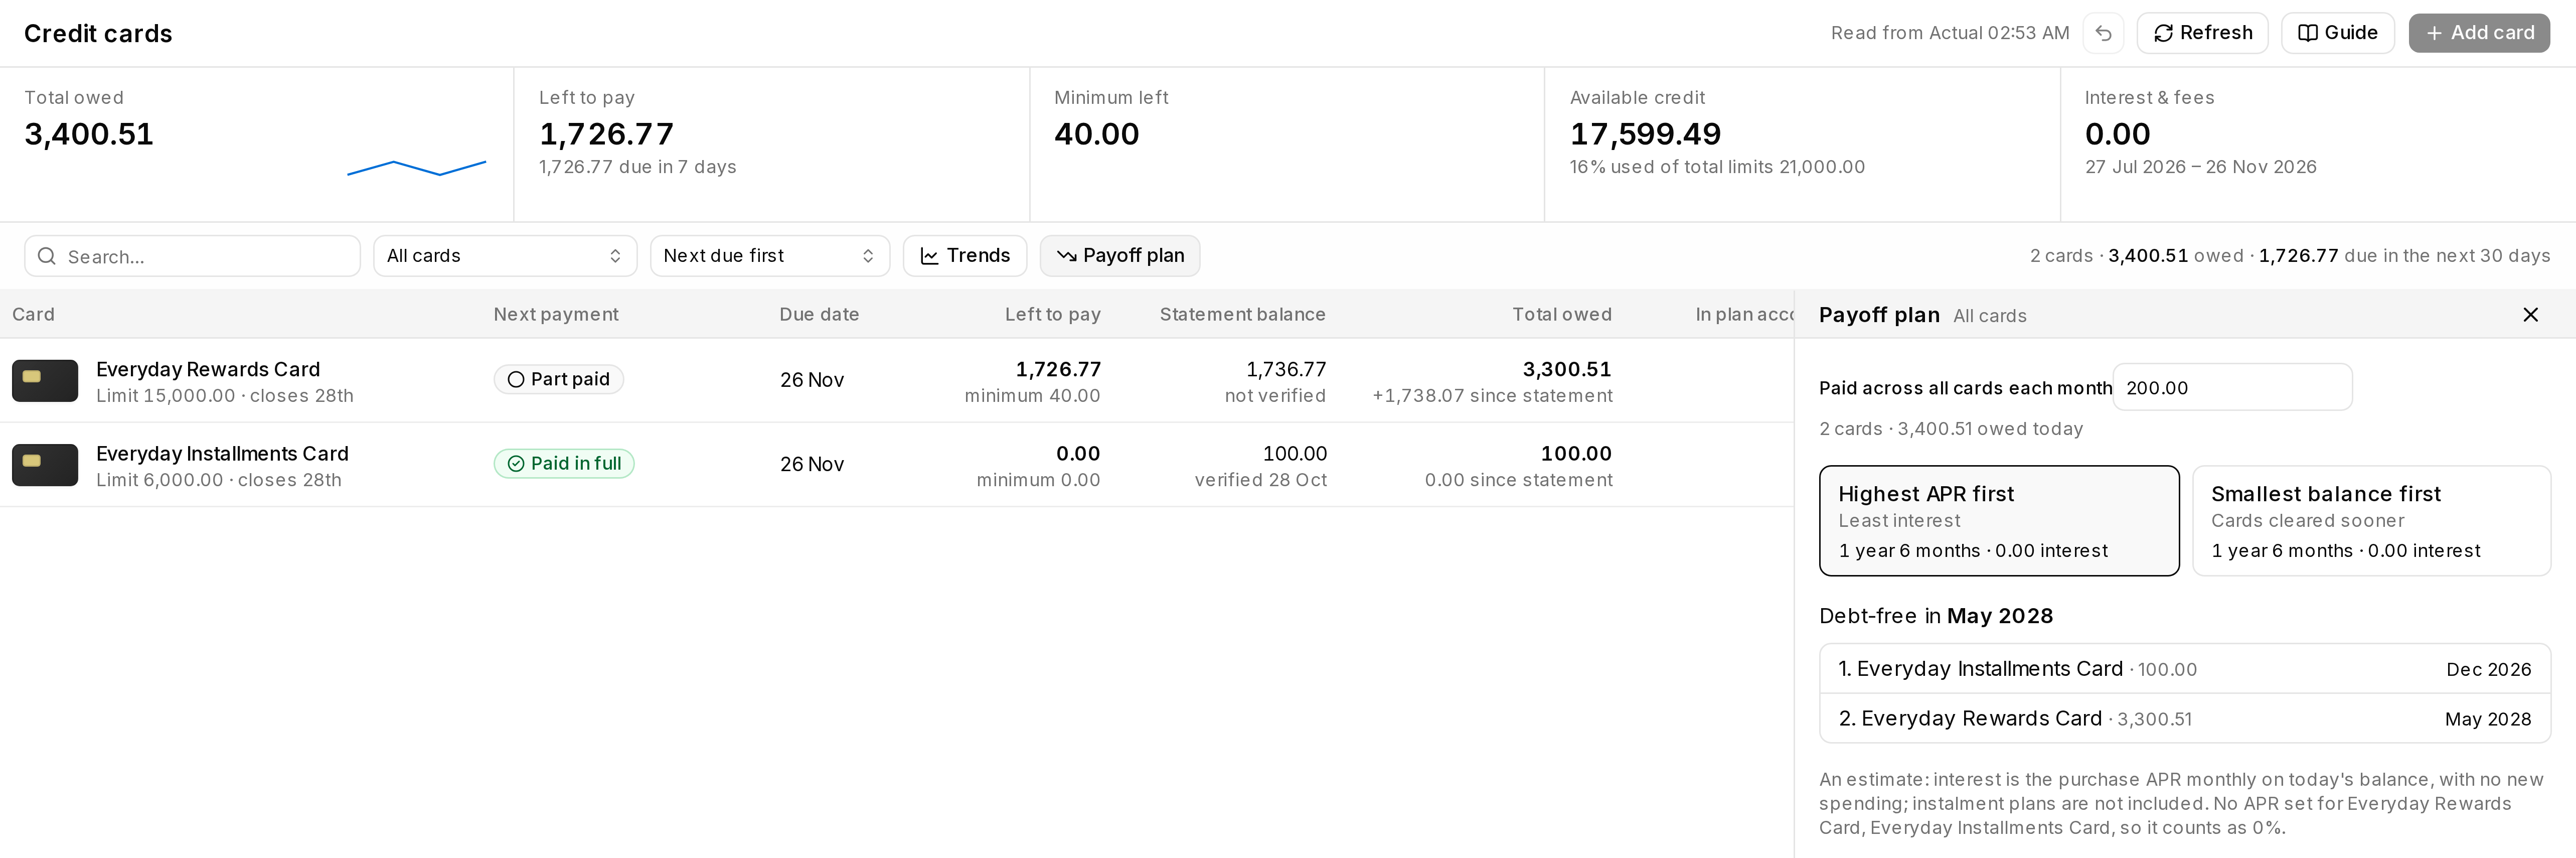 Credit cards
Read from Actual 02:53 AM
Refresh
Guide
Add card
Total owed
3,400.51
Left to pay
1,726.77
1,726.77 due in 7 days
Minimum left
40.00
Available credit
17,599.49
16% used of total limits 21,000.00
Interest & fees
0.00
27 Jul 2026 – 26 Nov 2026
Search...
All cards
Next due first
Trends
Payoff plan
2 cards · 3,400.51 owed · 1,726.77 due in the next 30 days
Card
Next payment
Due date
Left to pay
Statement balance
Total owed
In plan acco
Everyday Rewards Card
Limit 15,000.00 · closes 28th
Part paid
26 Nov
1,726.77
minimum 40.00
1,736.77
not verified
3,300.51
+1,738.07 since statement
Everyday Installments Card
Limit 6,000.00 · closes 28th
Paid in full
26 Nov
0.00
minimum 0.00
100.00
verified 28 Oct
100.00
0.00 since statement
Payoff plan All cards
Paid across all cards each month 200.00
2 cards · 3,400.51 owed today
Highest APR first
Least interest
1 year 6 months · 0.00 interest
Smallest balance first
Cards cleared sooner
1 year 6 months · 0.00 interest
Debt-free in May 2028
1. Everyday Installments Card · 100.00 Dec 2026
2. Everyday Rewards Card · 3,300.51 May 2028
An estimate: interest is the purchase APR monthly on today's balance, with no new
spending; instalment plans are not included. No APR set for Everyday Rewards
Card, Everyday Installments Card, so it counts as 0%.